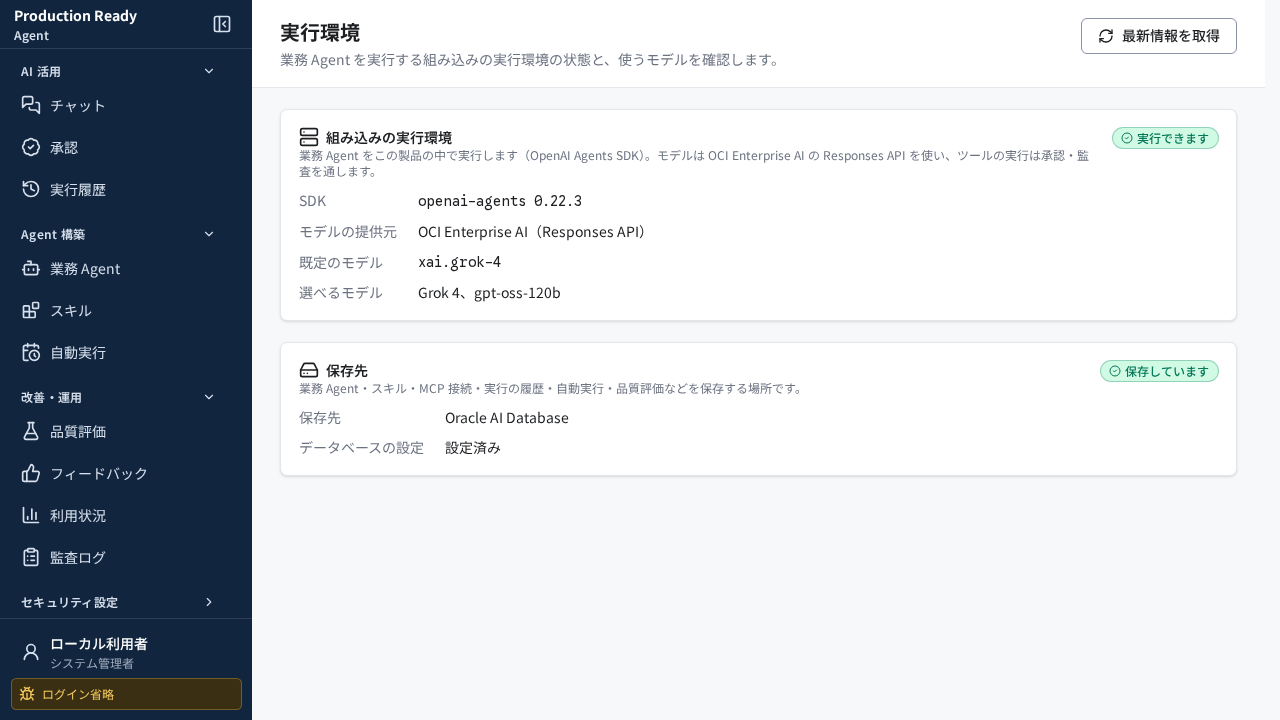 Production Ready
Agent
AI 活用
チャット
承認
実行履歴
Agent 構築
業務 Agent
スキル
自動実行
改善・運用
品質評価
フィードバック
利用状況
監査ログ
セキュリティ設定
ローカル利用者
システム管理者
ログイン省略
実行環境
業務 Agent を実行する組み込みの実行環境の状態と、使うモデルを確認します。
最新情報を取得
組み込みの実行環境
実行できます
業務 Agent をこの製品の中で実行します（OpenAI Agents SDK）。モデルは OCI Enterprise AI の Responses API を使い、ツールの実行は承認・監
査を通します。
SDK openai-agents 0.22.3
モデルの提供元 OCI Enterprise AI（Responses API）
既定のモデル xai.grok-4
選べるモデル Grok 4、gpt-oss-120b
保存先
保存しています
業務 Agent・スキル・MCP 接続・実行の履歴・自動実行・品質評価などを保存する場所です。
保存先 Oracle AI Database
データベースの設定 設定済み